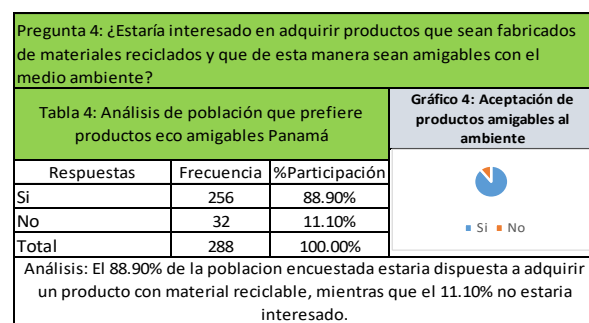 Pregunta 4: ¿Estaría interesado en adquirir productos que sean fabricados
de materiales reciclados y que de esta manera sean amigables con el
medio ambiente?
Tabla 4: Análisis de población que prefiere
productos eco amigables Panamá
Gráfico 4: Aceptación de
productos amigables al
ambiente
Respuestas Frecuencia %Participación
Si 256 88.90%
No 32 11.10%
Total 288 100.00%
Si No
Análisis: El 88.90% de la poblacion encuestada estaria dispuesta a adquirir
un producto con material reciclable, mientras que el 11.10% no estaria
interesado.